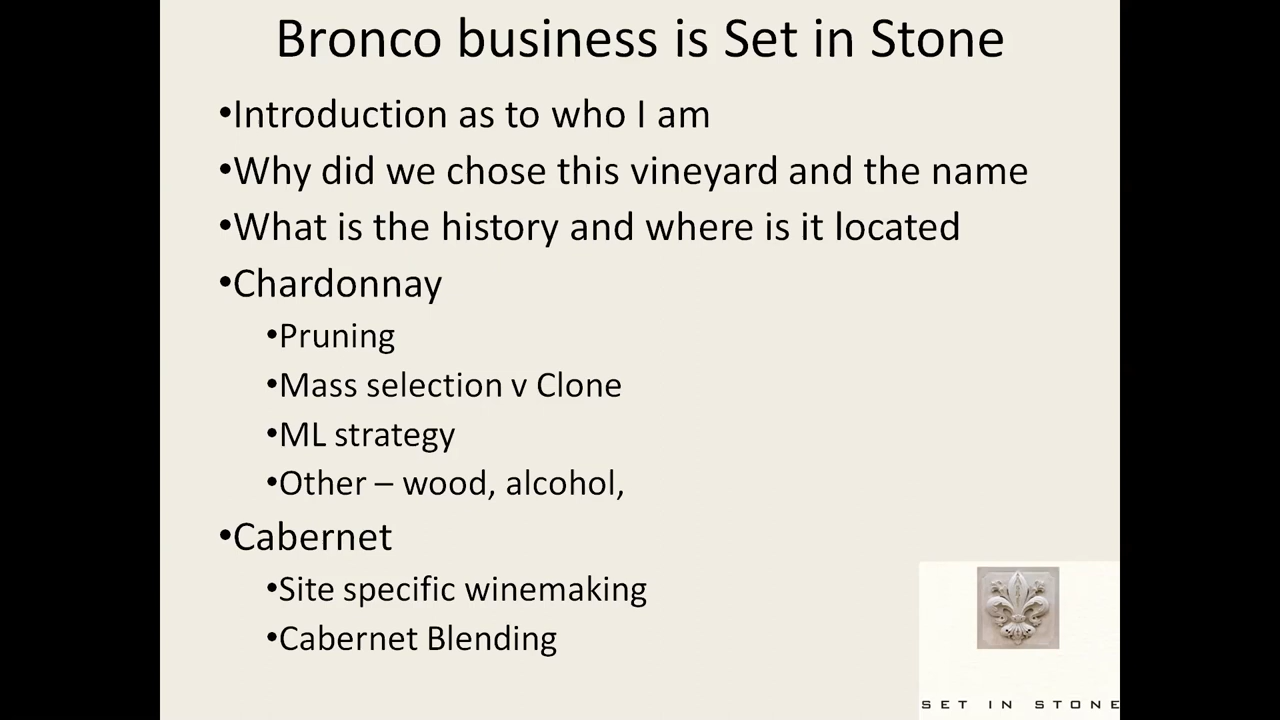 Bronco business is Set in Stone
•Introduction as to who I am
•Why did we chose this vineyard and the name
•What is the history and where is it located
•Chardonnay
•Pruning
•Mass selection v Clone
•ML strategy
•Other – wood, alcohol,
•Cabernet
•Site specific winemaking
•Cabernet Blending
SET IN STONE